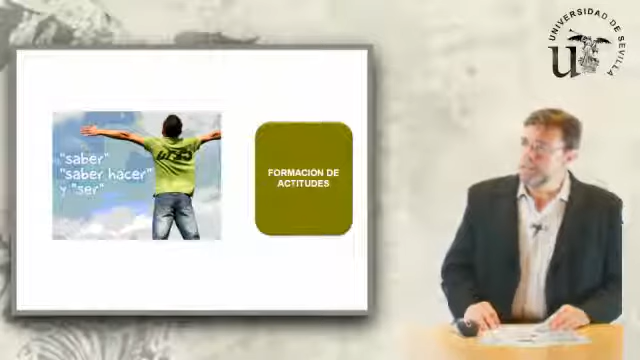 "saber"
"saber hacer"
y "ser"
FORMACIÓN DE
ACTITUDES
UNIVERSIDAD DE SEVILLA
U